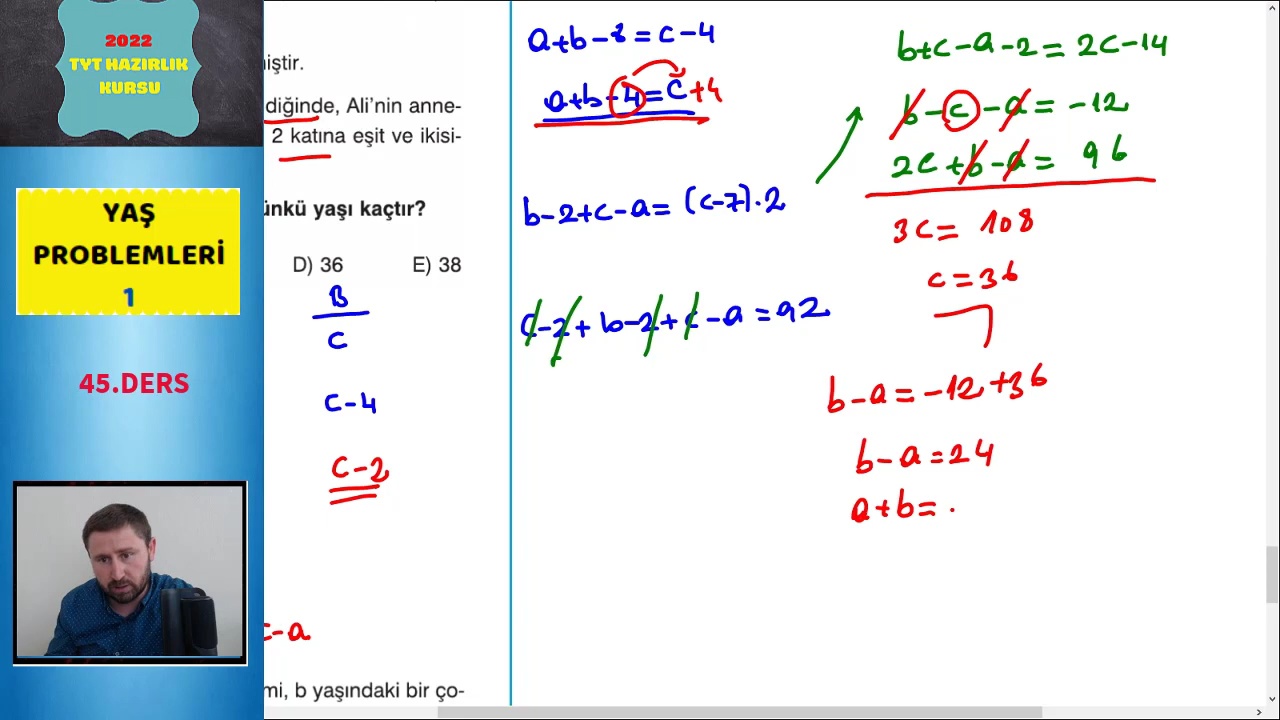 2022
TYT HAZIRLIK
KURSU
YAŞ
PROBLEMLERİ
1
45.DERS
iştir.
diğinde, Ali'nin anne-
2 katına eşit ve ikisi-
ünkü yaşı kaçtır?
D) 36 E) 38
B
C
C-4
C-2
c-a
mi, b yaşındaki bir ço-
a+b-8=c-4
a+b-4=c+4
b-2+c-a=(c-7).2
c-2+b-2+c-a=92
b+c-a-2=2c-14
b-c-a=-12
2c+b-a=96
3c=108
c=36
b-a=-12+36
b-a=24
a+b=